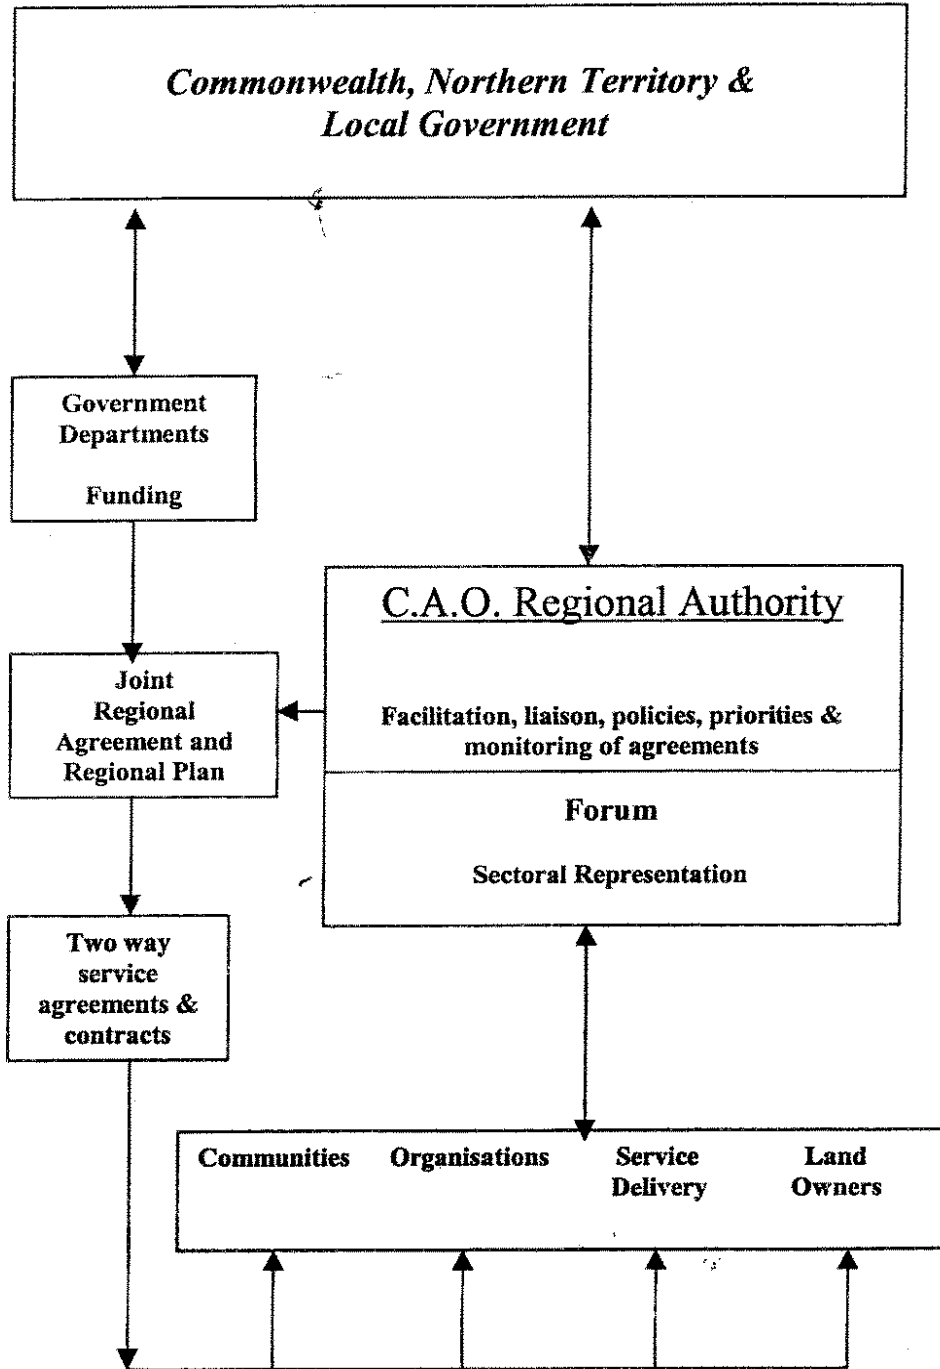 Commonwealth, Northern Territory &
Local Government
Government
Departments
Funding
C.A.O. Regional Authority
Facilitation, liaison, policies, priorities &
monitoring of agreements
Joint
Regional
Agreement and
Regional Plan
Forum
Sectoral Representation
Two way
service
agreements &
contracts
Communities
Organisations
Service
Delivery
Land
Owners